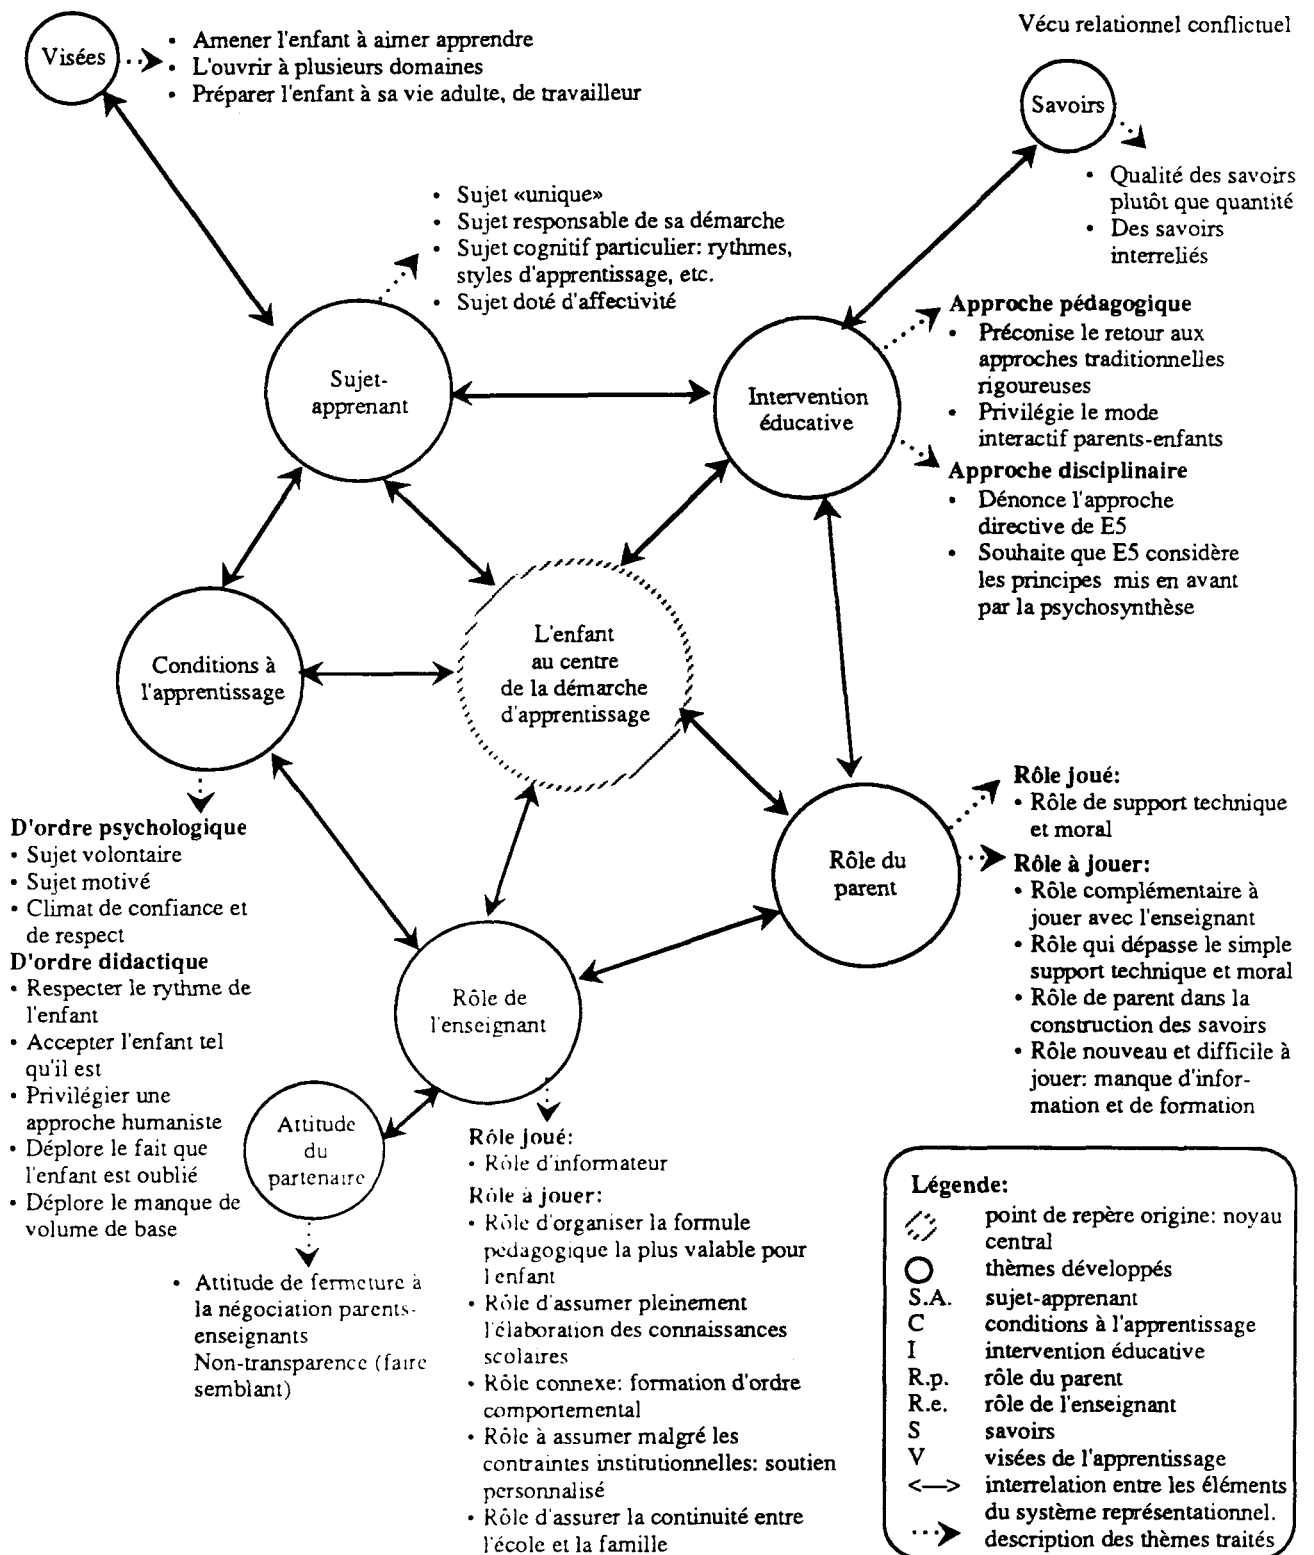 Vécu relationnel conflictuel
Visées
• Amener l'enfant à aimer apprendre
• L'ouvrir à plusieurs domaines
• Préparer l'enfant à sa vie adulte, de travailleur
Savoirs
• Qualité des savoirs
plutôt que quantité
• Des savoirs
interreliés
• Sujet «unique»
• Sujet responsable de sa démarche
• Sujet cognitif particulier: rythmes,
styles d'apprentissage, etc.
• Sujet doté d'affectivité
Sujet-
apprenant
Intervention
éducative
Approche pédagogique
• Préconise le retour aux
approches traditionnelles
rigoureuses
• Privilégie le mode
interactif parents-enfants
Approche disciplinaire
• Dénonce l'approche
directive de E5
• Souhaite que E5 considère
les principes mis en avant
par la psychosynthèse
L'enfant
au centre
de la démarche
d'apprentissage
Conditions à
l'apprentissage
D'ordre psychologique
• Sujet volontaire
• Sujet motivé
• Climat de confiance et
de respect
D'ordre didactique
• Respecter le rythme de
l'enfant
• Accepter l'enfant tel
qu'il est
• Privilégier une
approche humaniste
• Déplore le fait que
l'enfant est oublié
• Déplore le manque de
volume de base
Rôle du
parent
Rôle joué:
• Rôle de support technique
et moral
Rôle à jouer:
• Rôle complémentaire à
jouer avec l'enseignant
• Rôle qui dépasse le simple
support technique et moral
• Rôle de parent dans la
construction des savoirs
• Rôle nouveau et difficile à
jouer: manque d'infor-
mation et de formation
Rôle de
l'enseignant
Attitude
du
partenaire
• Attitude de fermeture à
la négociation parents-
enseignants
Non-transparence (faire
semblant)
Rôle joué:
• Rôle d'informateur
Rôle à jouer:
• Rôle d'organiser la formule
pédagogique la plus valable pour
l'enfant
• Rôle d'assumer pleinement
l'élaboration des connaissances
scolaires
• Rôle connexe: formation d'ordre
comportemental
• Rôle à assumer malgré les
contraintes institutionnelles: soutien
personnalisé
• Rôle d'assurer la continuité entre
l'école et la famille
Légende:
point de repère origine: noyau
central
thèmes développés
S.A. sujet-apprenant
C conditions à l'apprentissage
I intervention éducative
R.p. rôle du parent
R.e. rôle de l'enseignant
S savoirs
V visées de l'apprentissage
<—> interrelation entre les éléments
du système représentationnel.
description des thèmes traités